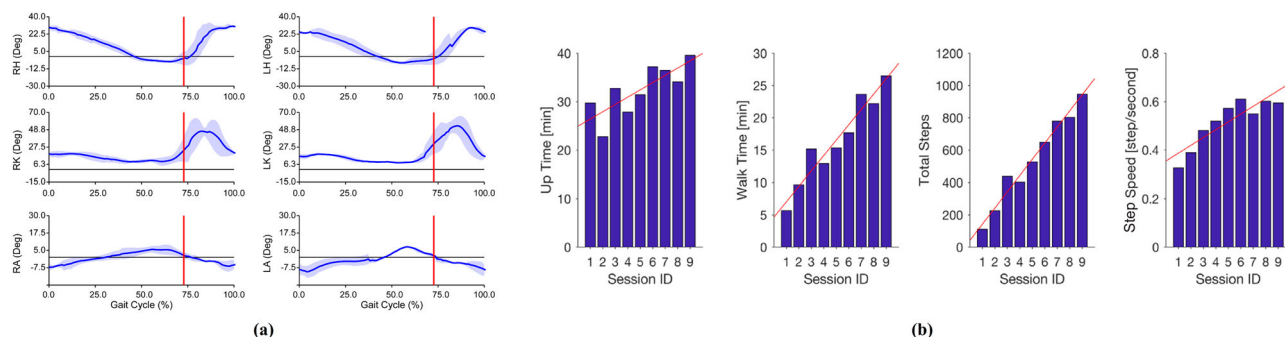 RH (Deg)
40.0
22.5
5.0
-12.5
-30.0
0.0 25.0 50.0 75.0 100.0
LH (Deg)
40.0
22.5
5.0
-12.5
-30.0
0.0 25.0 50.0 75.0 100.0
RK (Deg)
70.0
48.8
27.5
6.3
-15.0
0.0 25.0 50.0 75.0 100.0
LK (Deg)
70.0
48.8
27.5
6.3
-15.0
0.0 25.0 50.0 75.0 100.0
RA (Deg)
30.0
5.0
-7.5
0.0 25.0 50.0 75.0 100.0
Gait Cycle (%)
LA (Deg)
30.0
5.0
-7.5
0.0 25.0 50.0 75.0 100.0
Gait Cycle (%)
(a)
Up Time [min]
40
30
20
10
0
1 2 3 4 5 6 7 8 9
Session ID
Walk Time [min]
30
25
20
15
10
5
0
1 2 3 4 5 6 7 8 9
Session ID
Total Steps
1200
1000
800
600
400
200
0
1 2 3 4 5 6 7 8 9
Session ID
Step Speed [step/second]
0.8
0.6
0.4
0.2
0
1 2 3 4 5 6 7 8 9
Session ID
(b)